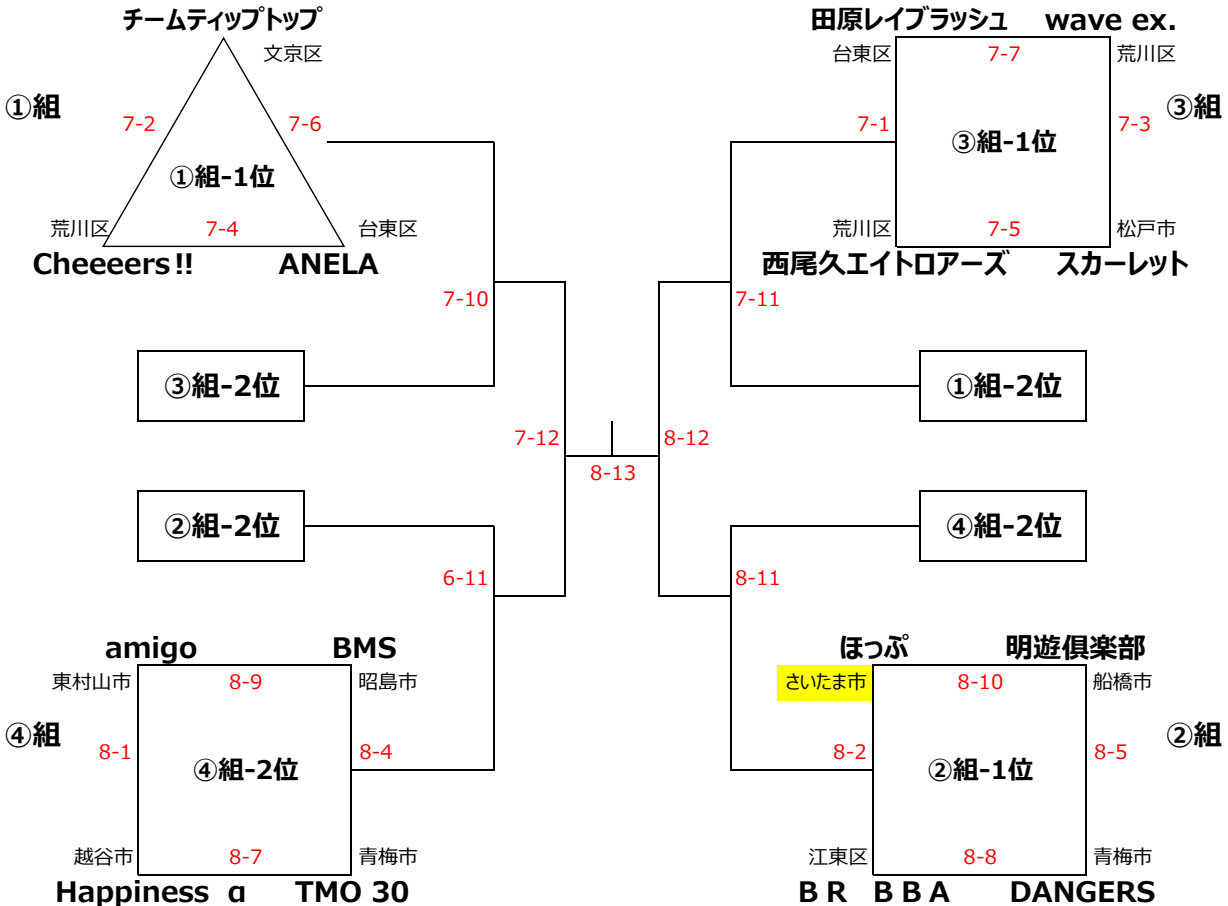 チームティップトップ
文京区
①組
7-2
7-6
①組-1位
荒川区
7-4
台東区
Cheeeers!!
ANELA
田原レイブラッシュ
wave ex.
台東区
7-7
荒川区
③組
7-1
7-3
③組-1位
荒川区
7-5
松戸市
西尾久エイトロアーズ
スカーレット
7-10
7-11
③組-2位
①組-2位
7-12
8-12
8-13
②組-2位
④組-2位
6-11
8-11
amigo
BMS
東村山市
8-9
昭島市
④組
8-1
8-4
④組-2位
越谷市
8-7
青梅市
Happiness α
TMO 30
ほっぷ
明遊倶楽部
さいたま市
8-10
船橋市
②組
8-2
8-5
②組-1位
江東区
8-8
青梅市
BR BBA
DANGERS